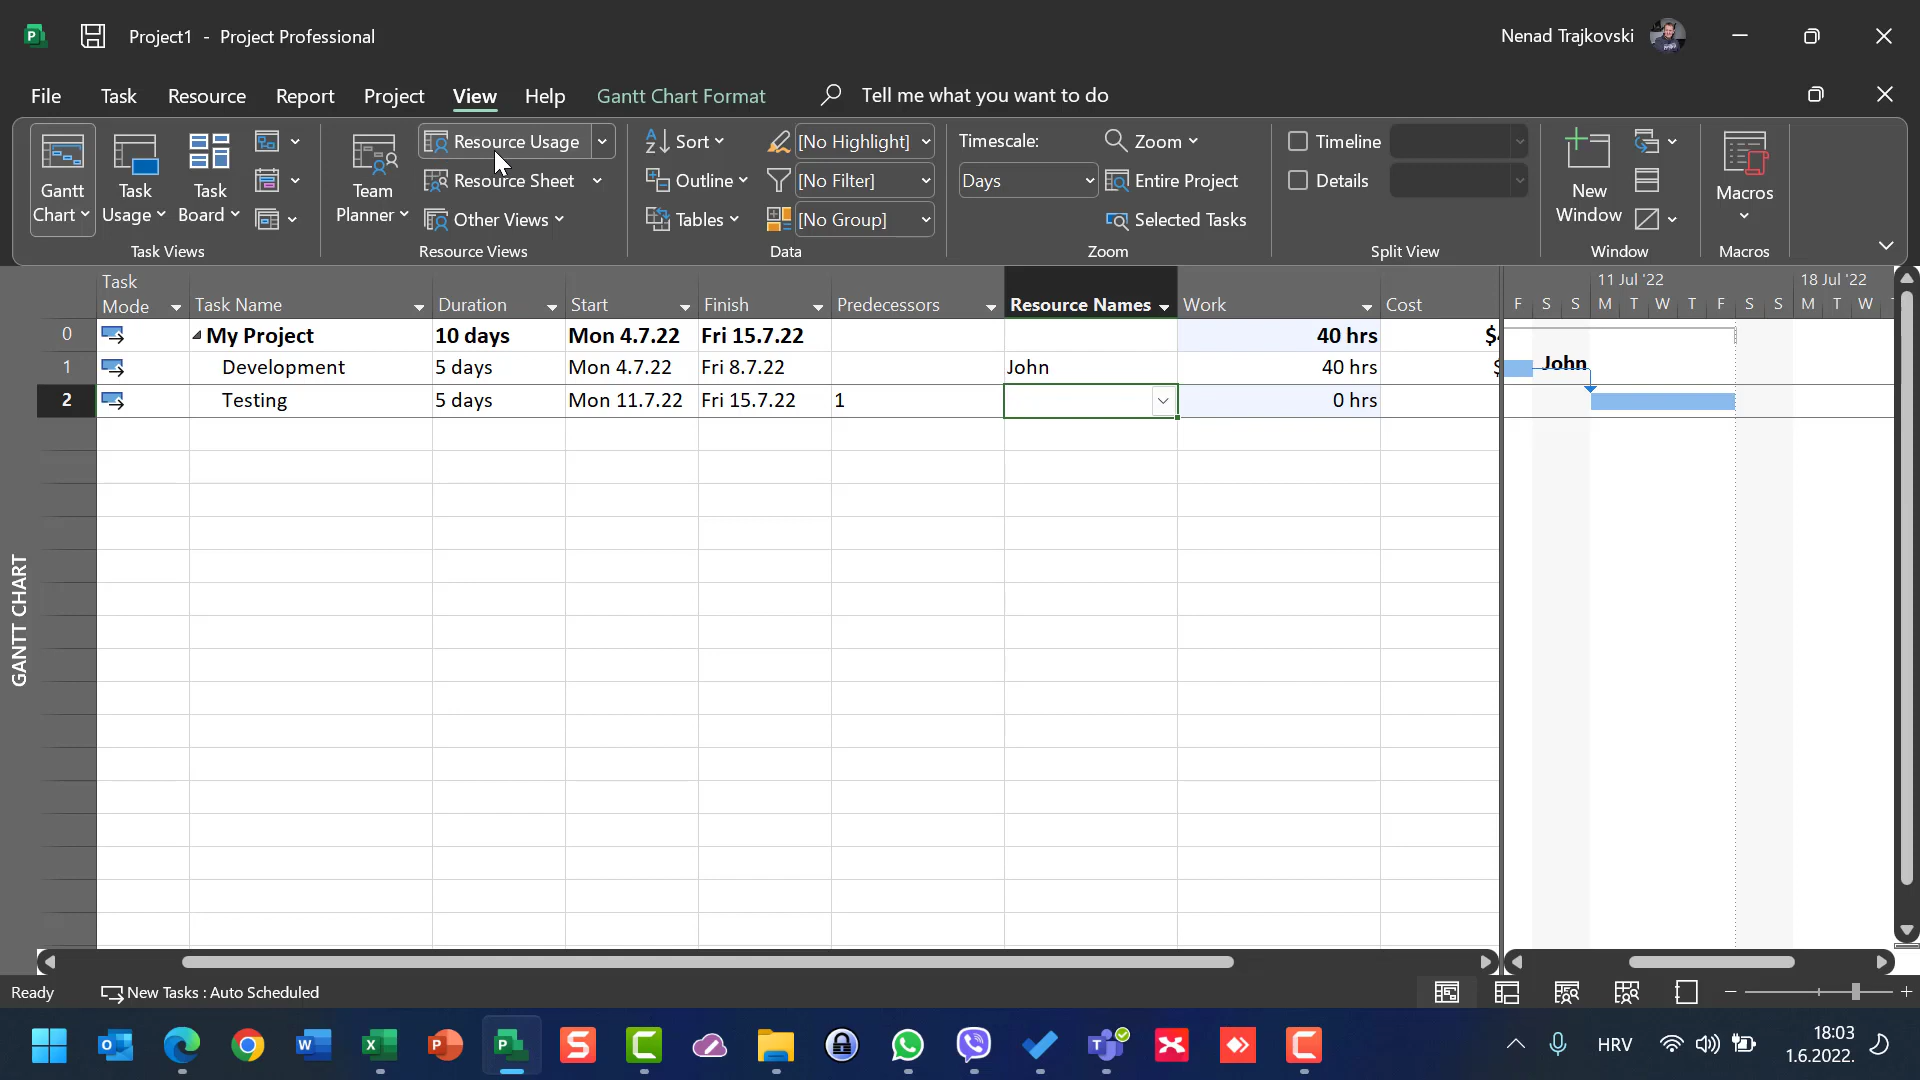 Project1 - Project Professional
Nenad Trajkovski
File Task Resource Report Project View Help Gantt Chart Format Tell me what you want to do
Gantt Chart
Task Usage
Task Board
Task Views
Team Planner
Resource Usage
Resource Sheet
Other Views
Resource Views
Sort
Outline
Tables
[No Highlight]
[No Filter]
[No Group]
Data
Timescale:
Days
Zoom
Entire Project
Selected Tasks
Zoom
Timeline
Details
Split View
New Window
Window
Macros
Macros
Task Mode Task Name Duration Start Finish Predecessors Resource Names Work Cost
11 Jul '22 18 Jul '22
F S S M T W T F S S M T W
0 My Project 10 days Mon 4.7.22 Fri 15.7.22 40 hrs
1 Development 5 days Mon 4.7.22 Fri 8.7.22 John 40 hrs John
2 Testing 5 days Mon 11.7.22 Fri 15.7.22 1 0 hrs
GANTT CHART
Ready New Tasks : Auto Scheduled
HRV
18:03
1.6.2022.